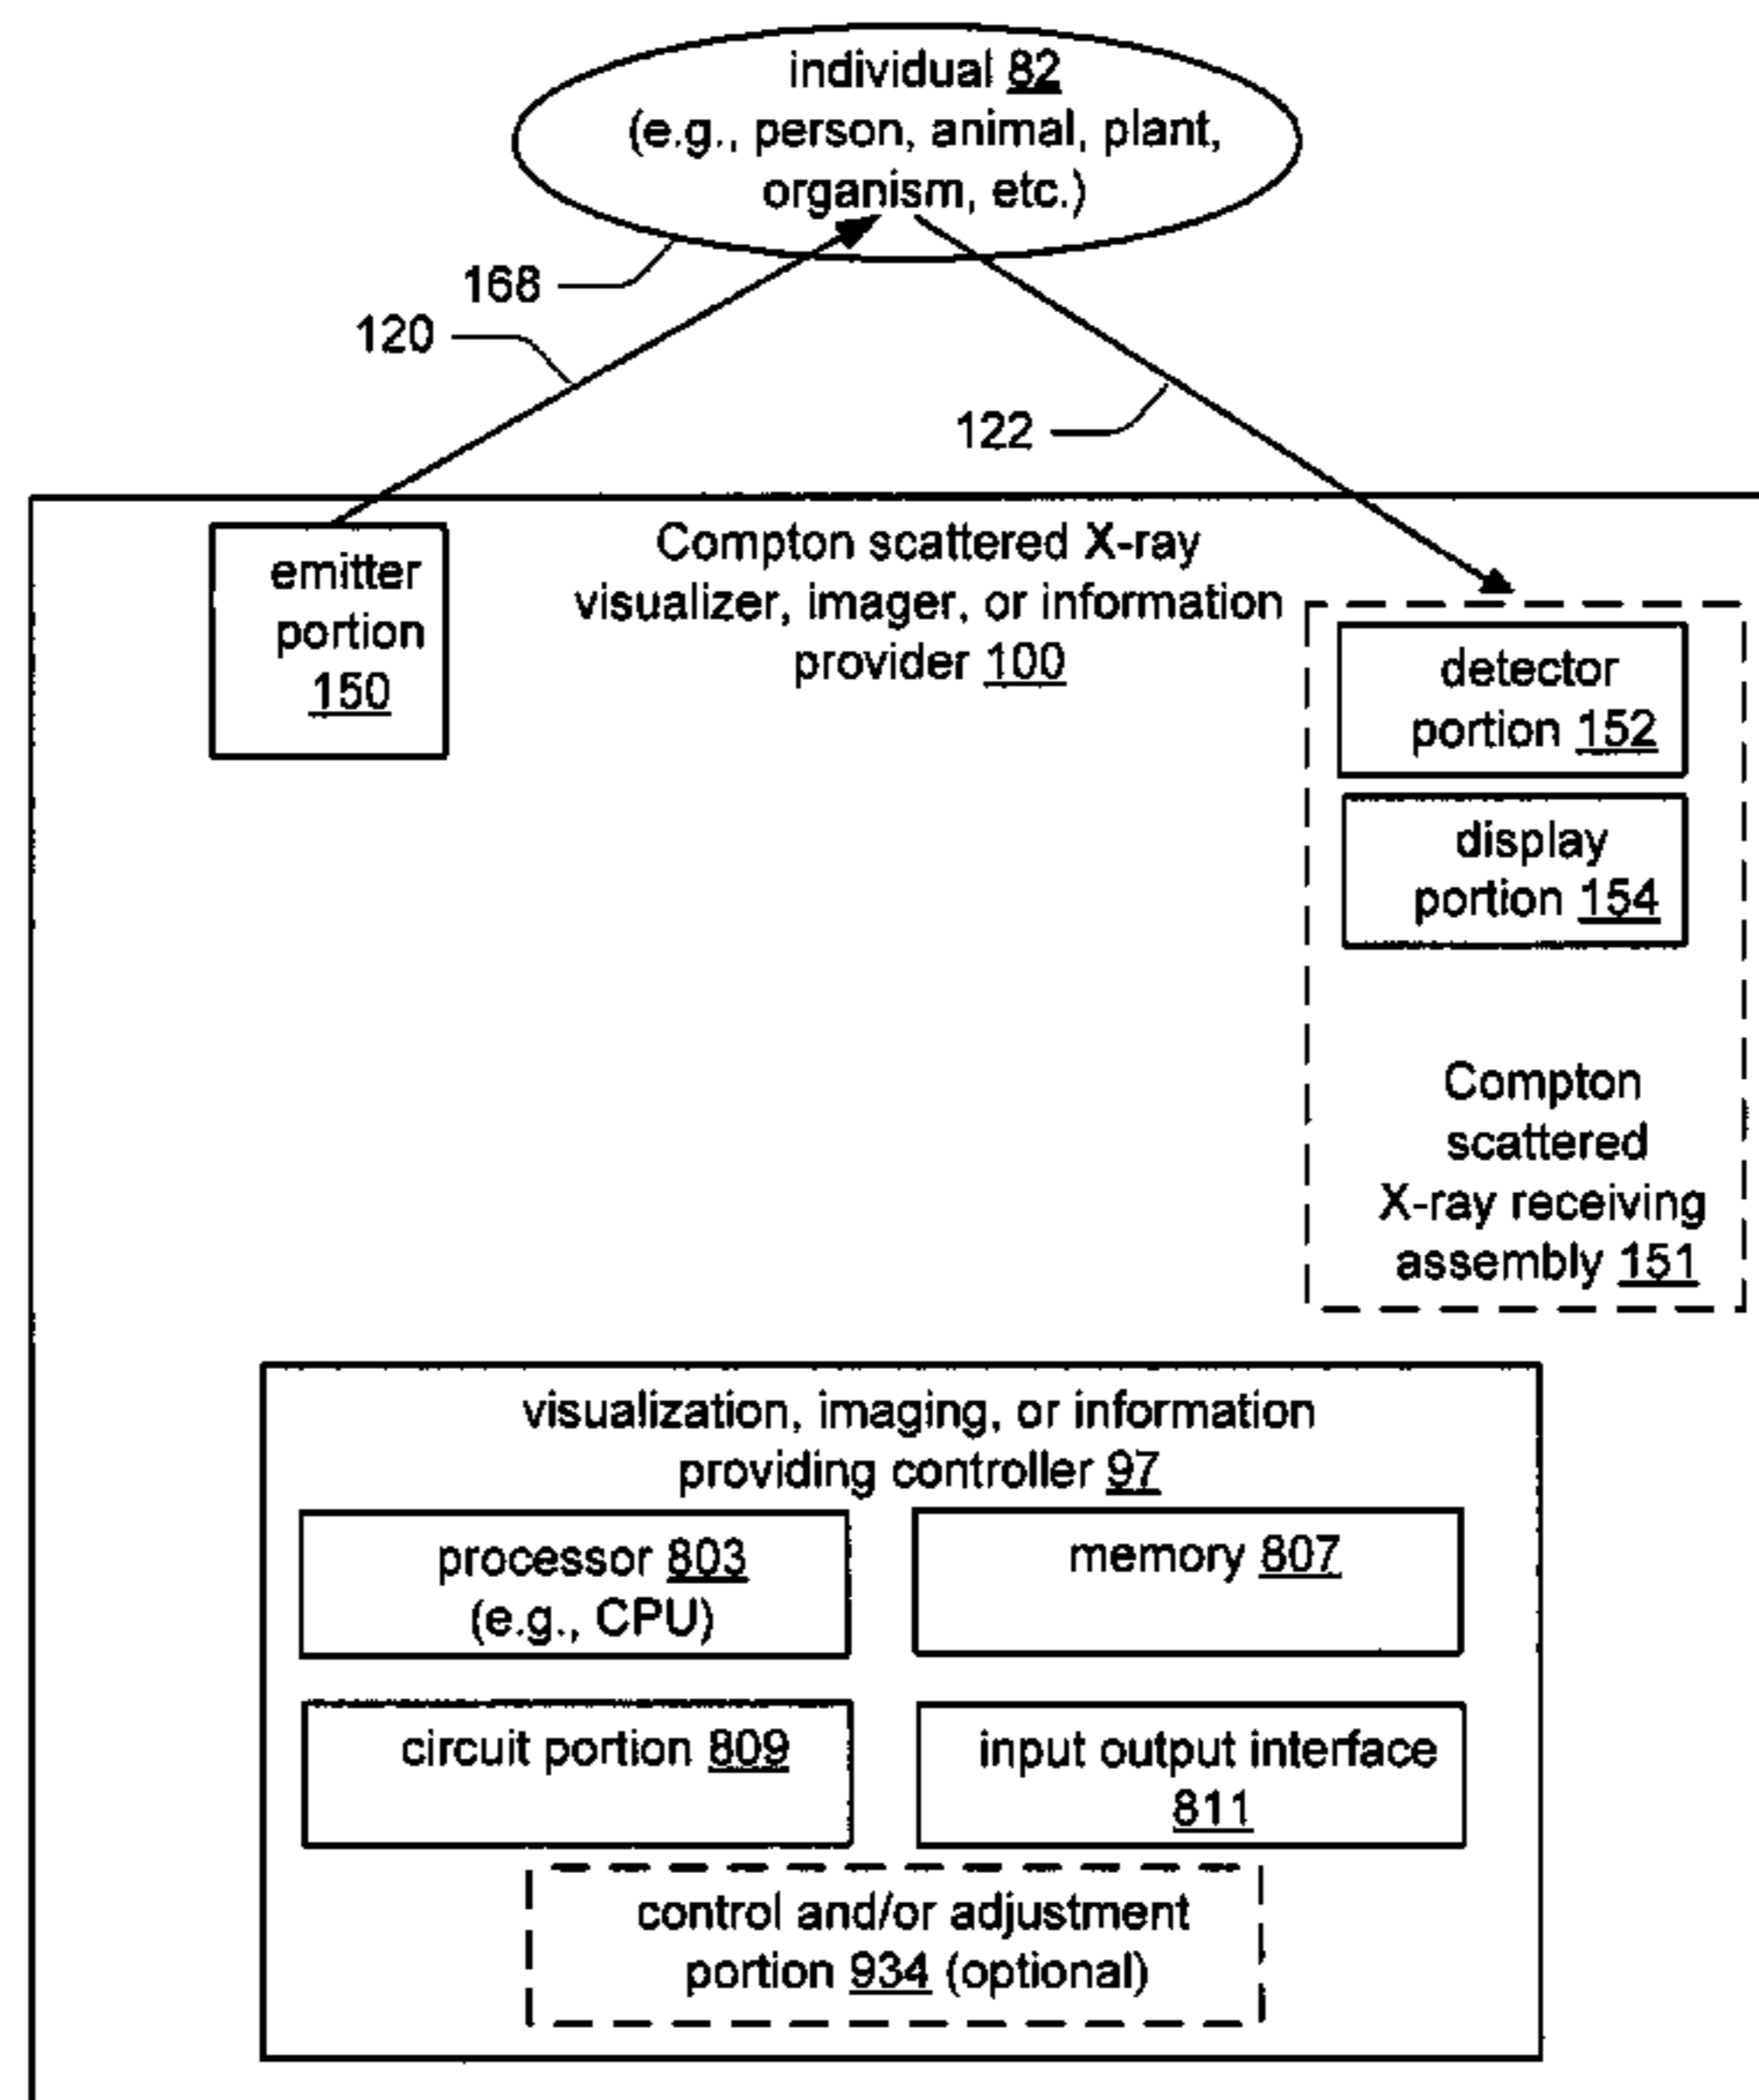 individual 82
(e.g., person, animal, plant,
organism, etc.)
168
120
122
emitter
portion
150
Compton scattered X-ray
visualizer, imager, or information
provider 100
detector
portion 152
display
portion 154
Compton
scattered
X-ray receiving
assembly 151
visualization, imaging, or information
providing controller 97
processor 803
(e.g., CPU)
memory 807
circuit portion 809
input output interface
811
control and/or adjustment
portion 934 (optional)